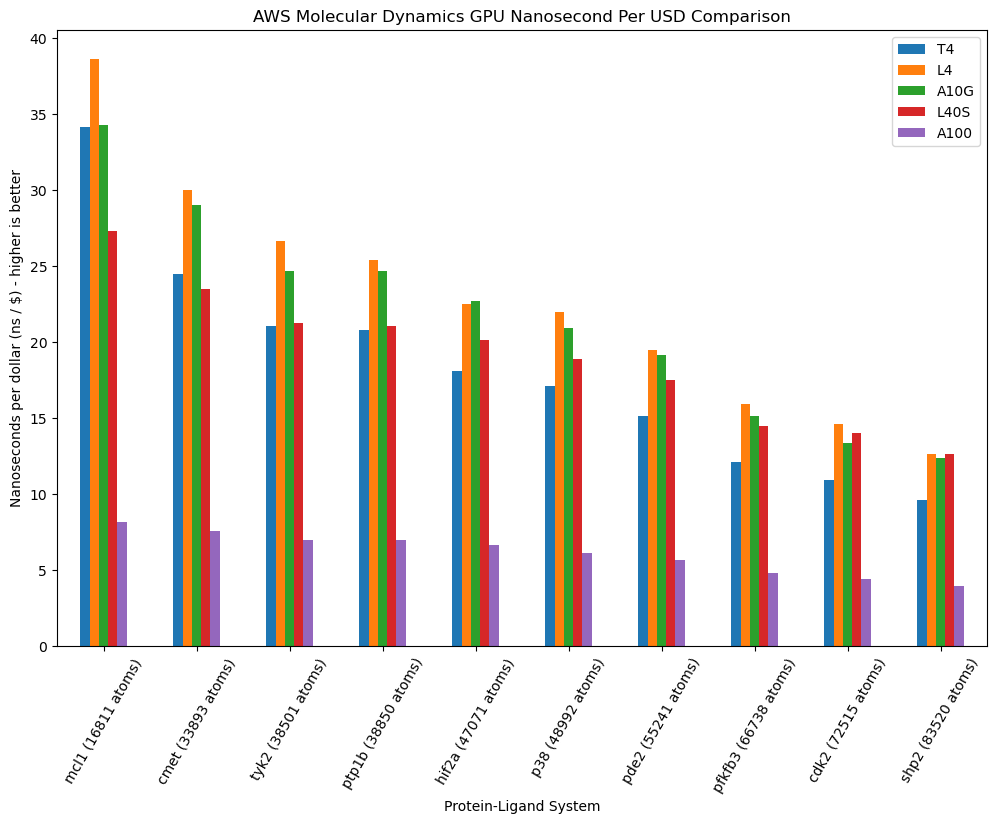 AWS Molecular Dynamics GPU Nanosecond Per USD Comparison
Nanoseconds per dollar (ns / $) - higher is better
40
35
30
25
20
15
10
5
0
T4
L4
A10G
L40S
A100
mcl1 (16811 atoms)
cmet (33893 atoms)
tyk2 (38501 atoms)
ptp1b (38850 atoms)
hif2a (47071 atoms)
p38 (48992 atoms)
pde2 (55241 atoms)
pfkfb3 (66738 atoms)
cdk2 (72515 atoms)
shp2 (83520 atoms)
Protein-Ligand System